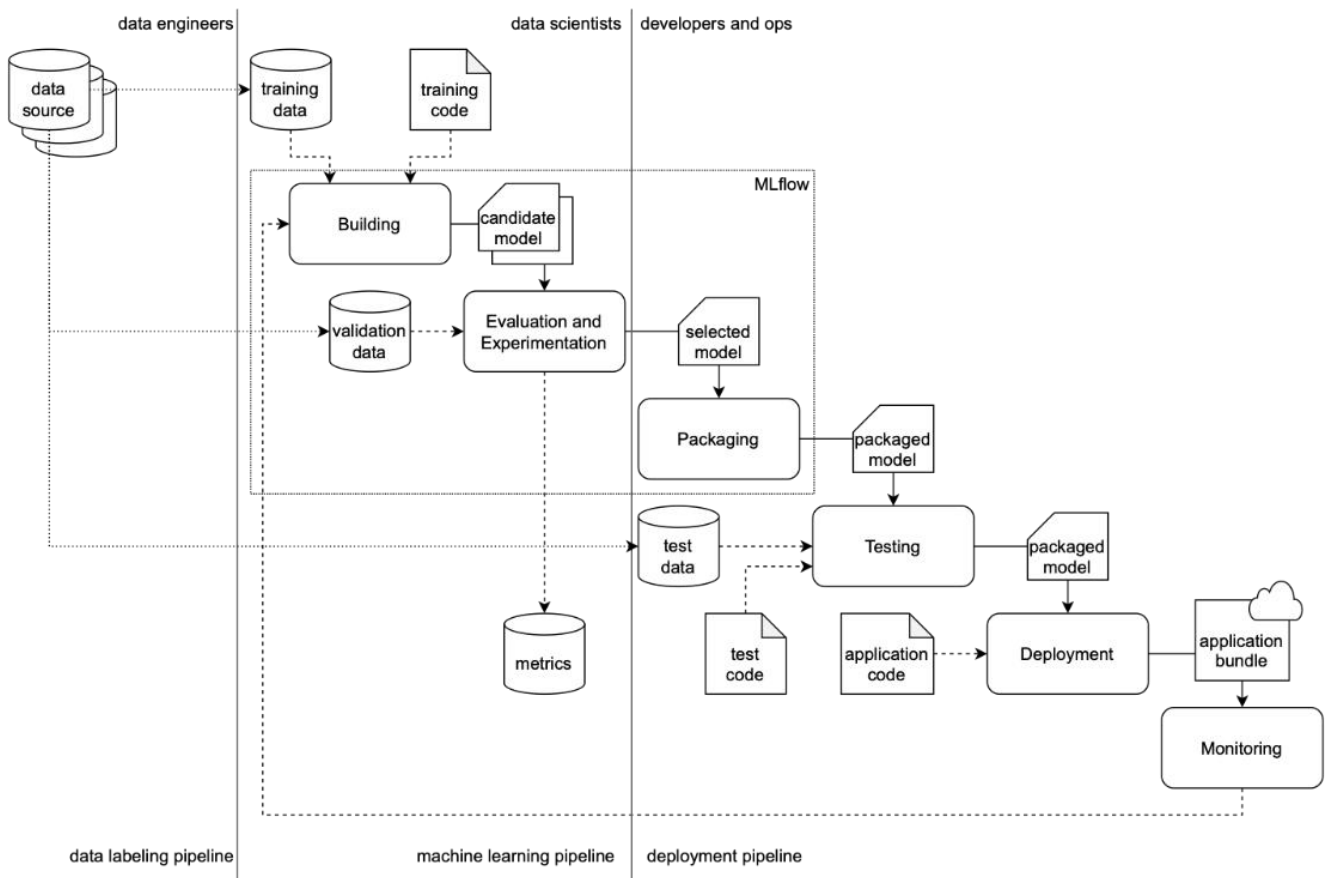 data engineers
data scientists
developers and ops
data
source
training
data
training
code
MLflow
Building
candidate
model
validation
data
Evaluation and
Experimentation
selected
model
Packaging
packaged
model
test
data
Testing
packaged
model
metrics
test
code
application
code
Deployment
application
bundle
Monitoring
data labeling pipeline
machine learning pipeline
deployment pipeline